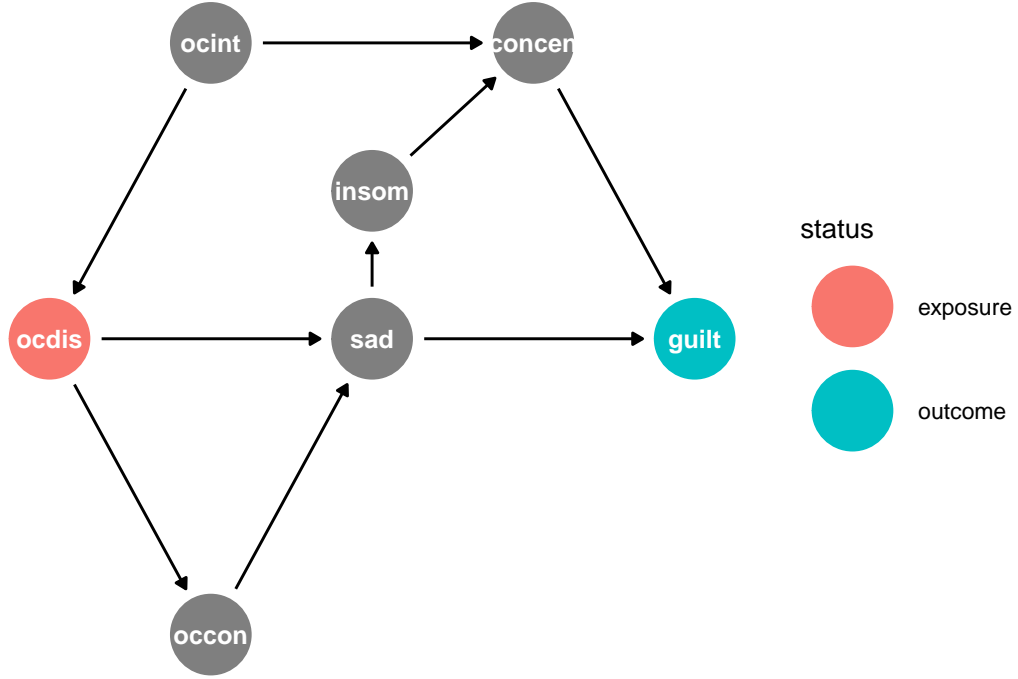 ocint
concen
insom
ocdis
sad
guilt
occon
status
exposure
outcome